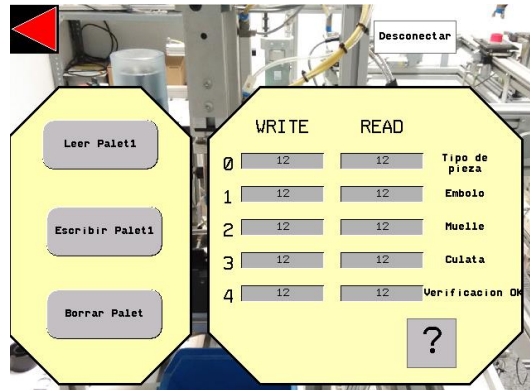 Desconectar
Leer Palet1
Escribir Palet1
Borrar Palet
WRITE READ
0 12 12 Tipo de pieza
1 12 12 Embolo
2 12 12 Muelle
3 12 12 Culata
4 12 12 Verificacion OK
?